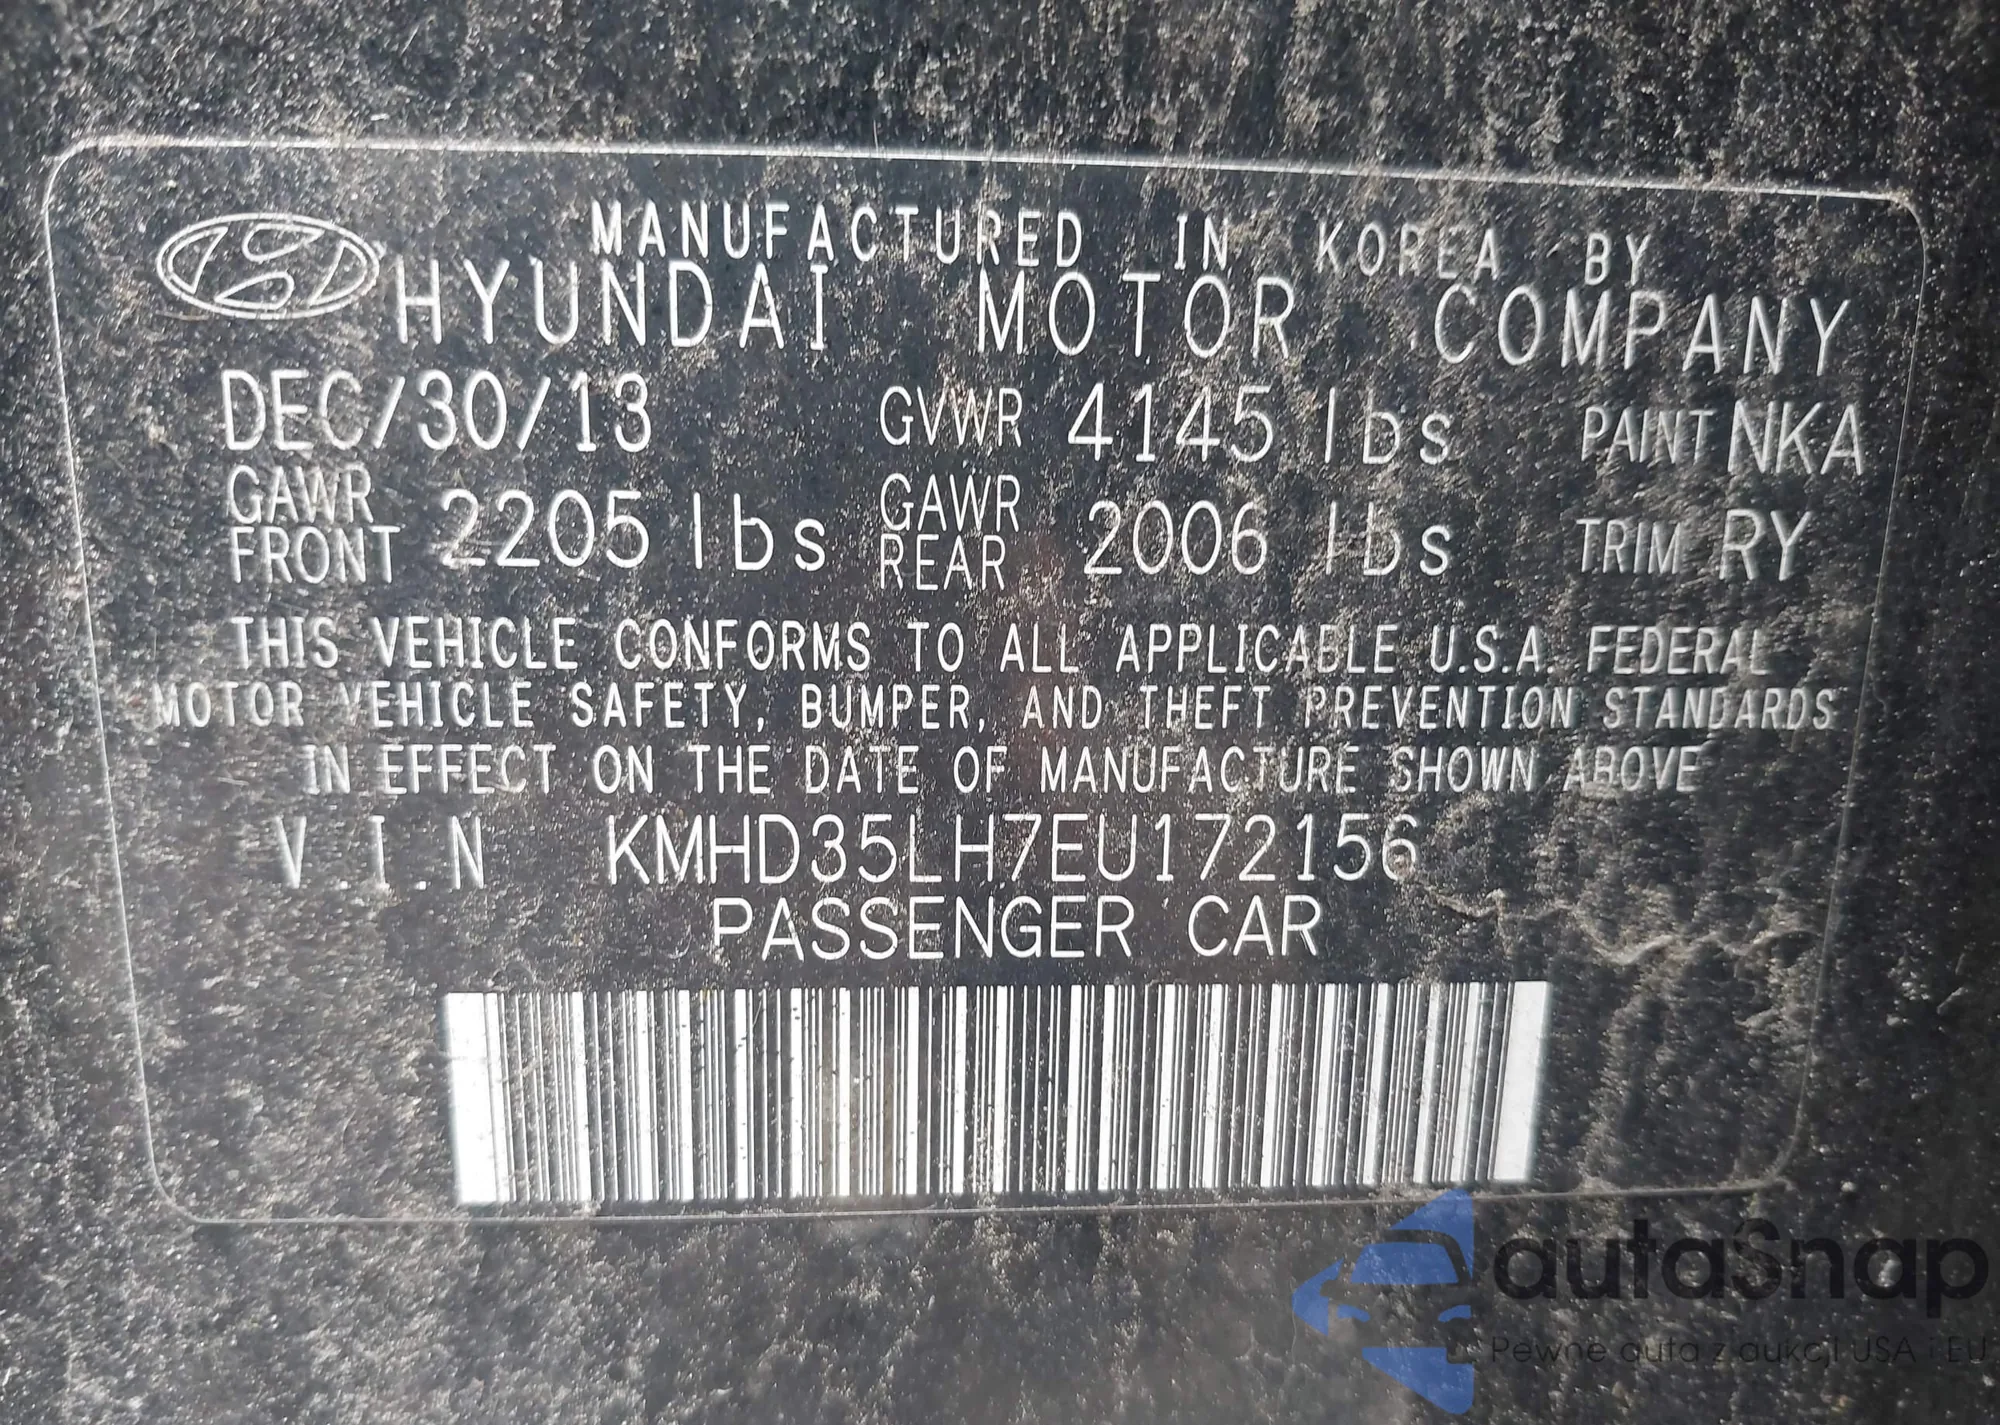 MANUFACTURED IN KOREA BY
HYUNDAI MOTOR COMPANY
DEC/30/13 GVWR 4145 lbs PAINT NKA
GAWR FRONT 2205 lbs GAWR REAR 2006 lbs TRIM RY
THIS VEHICLE CONFORMS TO ALL APPLICABLE U.S.A. FEDERAL
MOTOR VEHICLE SAFETY, BUMPER, AND THEFT PREVENTION STANDARDS
IN EFFECT ON THE DATE OF MANUFACTURE SHOWN ABOVE
V.I.N KMHD35LH7EU172156
PASSENGER CAR
autaSnap
Pewne auta z aukcji USA i EU